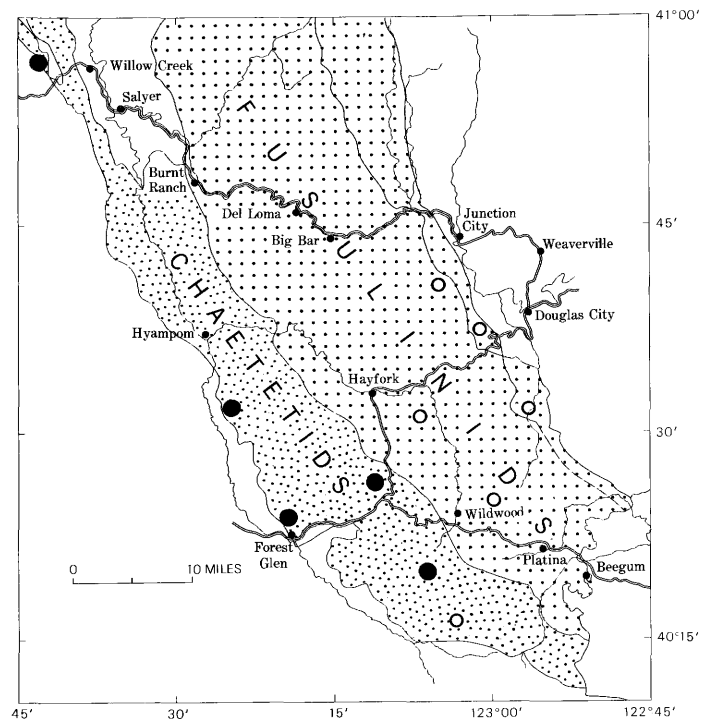 41°00'
Willow Creek
Salyer
FUSULINIDS
Burnt
Ranch
Del Loma
Big Bar
Junction
City
45'
Weaverville
CHAETETIDS
Douglas City
Hyampom
Hayfork
30'
Wildwood
Forest
Glen
Platina
Beegum
0 10 MILES
40°15'
45' 30' 15' 123°00' 122°45'